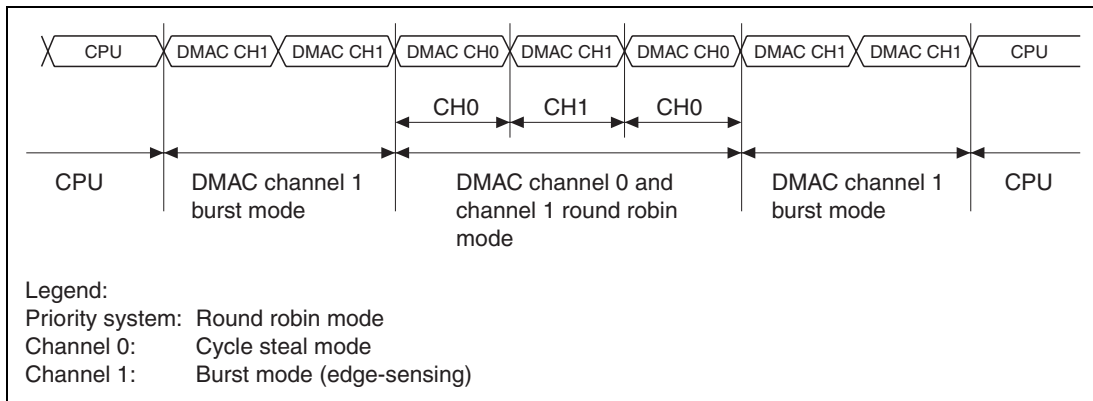 CPU DMAC CH1 DMAC CH1 DMAC CH0 DMAC CH1 DMAC CH0 DMAC CH1 DMAC CH1 CPU
CH0 CH1 CH0
CPU DMAC channel 1 DMAC channel 0 and DMAC channel 1 CPU
burst mode channel 1 round robin burst mode
mode
Legend:
Priority system: Round robin mode
Channel 0: Cycle steal mode
Channel 1: Burst mode (edge-sensing)